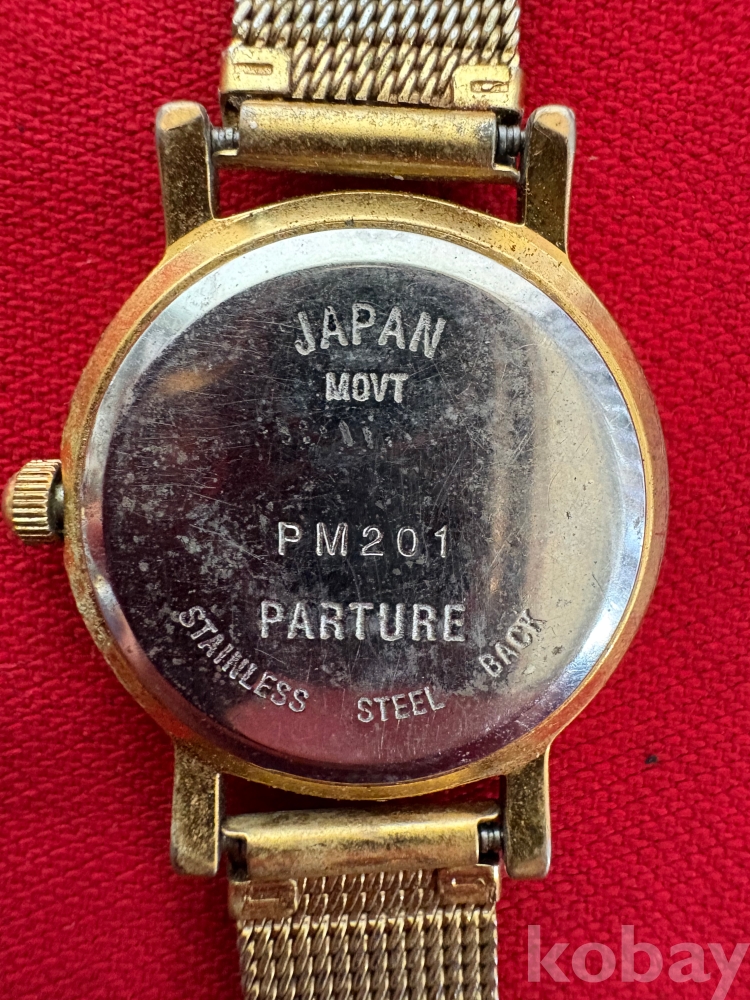 JAPAN
MOVT
PM201
PARTURE
STAINLESS STEEL BACK
kobay